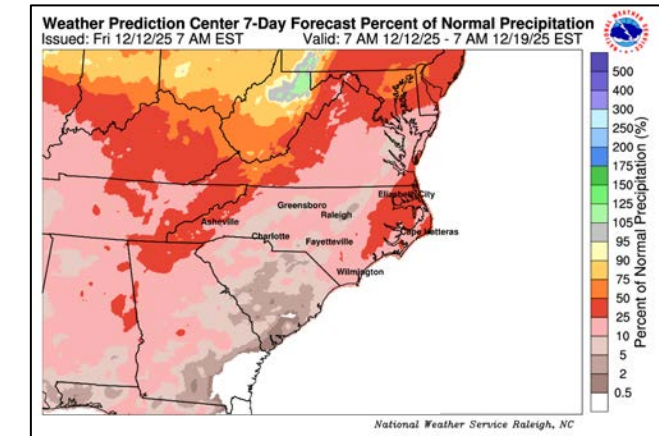 Weather Prediction Center 7-Day Forecast Percent of Normal Precipitation
Issued: Fri 12/12/25 7 AM EST Valid: 7 AM 12/12/25 - 7 AM 12/19/25 EST
500
400
300
250
200
175
150
125
105
95
90
75
50
25
10
5
2
0.5
Percent of Normal Precipitation (%)
Elizabeth City
Greensboro
Raleigh
Asheville
Charlotte
Fayetteville
Cape Hatteras
Wilmington
National Weather Service Raleigh, NC